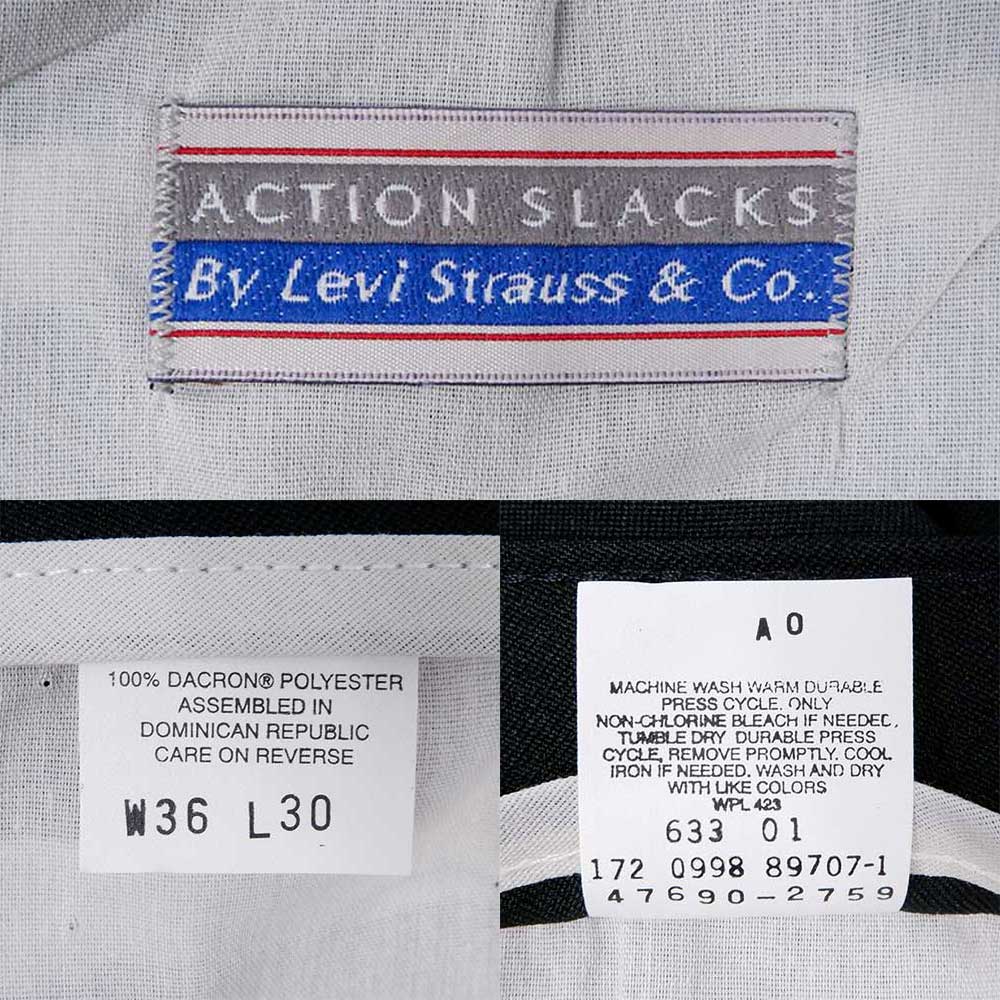 ACTION SLACKS
By Levi Strauss & Co.
100% DACRON® POLYESTER
ASSEMBLED IN
DOMINICAN REPUBLIC
CARE ON REVERSE
W36 L30
A 0
MACHINE WASH WARM DURABLE
PRESS CYCLE, ONLY
NON-CHLORINE BLEACH IF NEEDED,
TUMBLE DRY DURABLE PRESS
CYCLE, REMOVE PROMPTLY. COOL
IRON IF NEEDED. WASH AND DRY
WITH LIKE COLORS
WPL 423
633 01
172 0998 89707-1
47690-2759